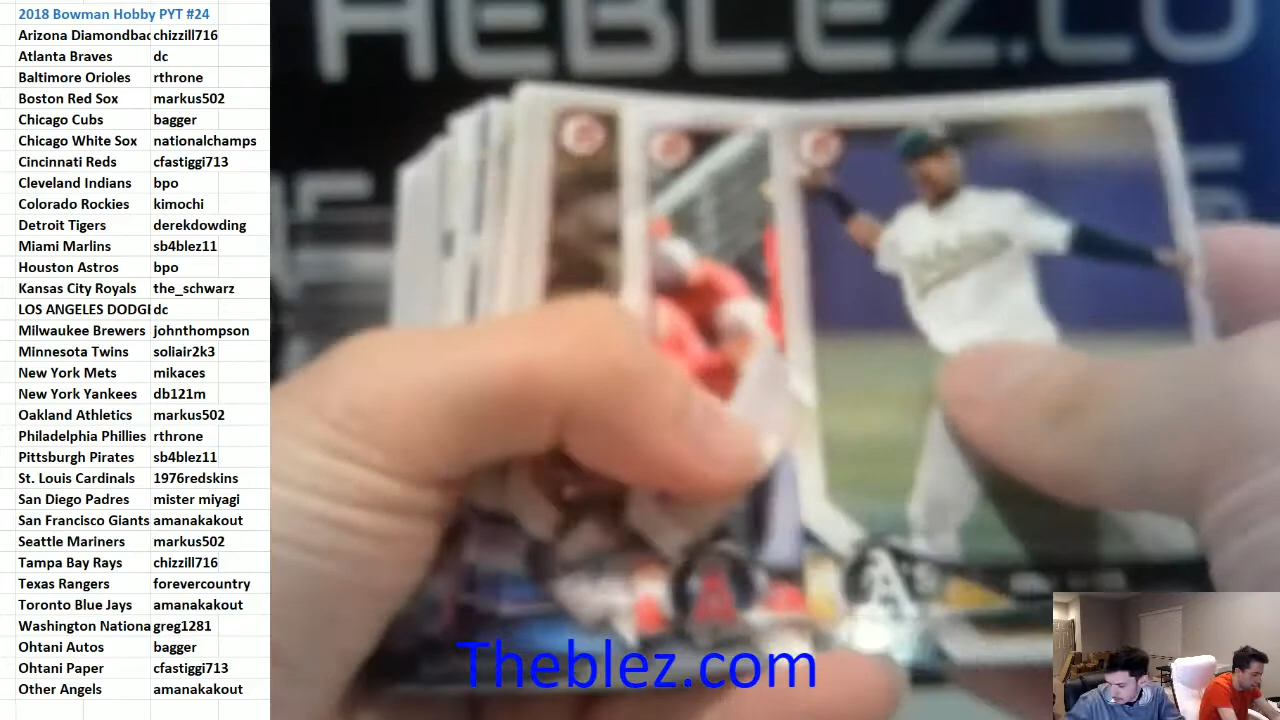 2018 Bowman Hobby PYT #24
Arizona Diamondbac chizzill716
Atlanta Braves dc
Baltimore Orioles rthrone
Boston Red Sox markus502
Chicago Cubs bagger
Chicago White Sox nationalchamps
Cincinnati Reds cfastiggi713
Cleveland Indians bpo
Colorado Rockies kimochi
Detroit Tigers derekdowding
Miami Marlins sb4blez11
Houston Astros bpo
Kansas City Royals the_schwarz
LOS ANGELES DODGE dc
Milwaukee Brewers johnthompson
Minnesota Twins soliair2k3
New York Mets mikaces
New York Yankees db121m
Oakland Athletics markus502
Philadelphia Phillies rthrone
Pittsburgh Pirates sb4blez11
St. Louis Cardinals 1976redskins
San Diego Padres mister miyagi
San Francisco Giants amanakakout
Seattle Mariners markus502
Tampa Bay Rays chizzill716
Texas Rangers forevercountry
Toronto Blue Jays amanakakout
Washington Nationa greg1281
Ohtani Autos bagger
Ohtani Paper cfastiggi713
Other Angels amanakakout
HEBLEZ.CO
A
A's
Theblez.com